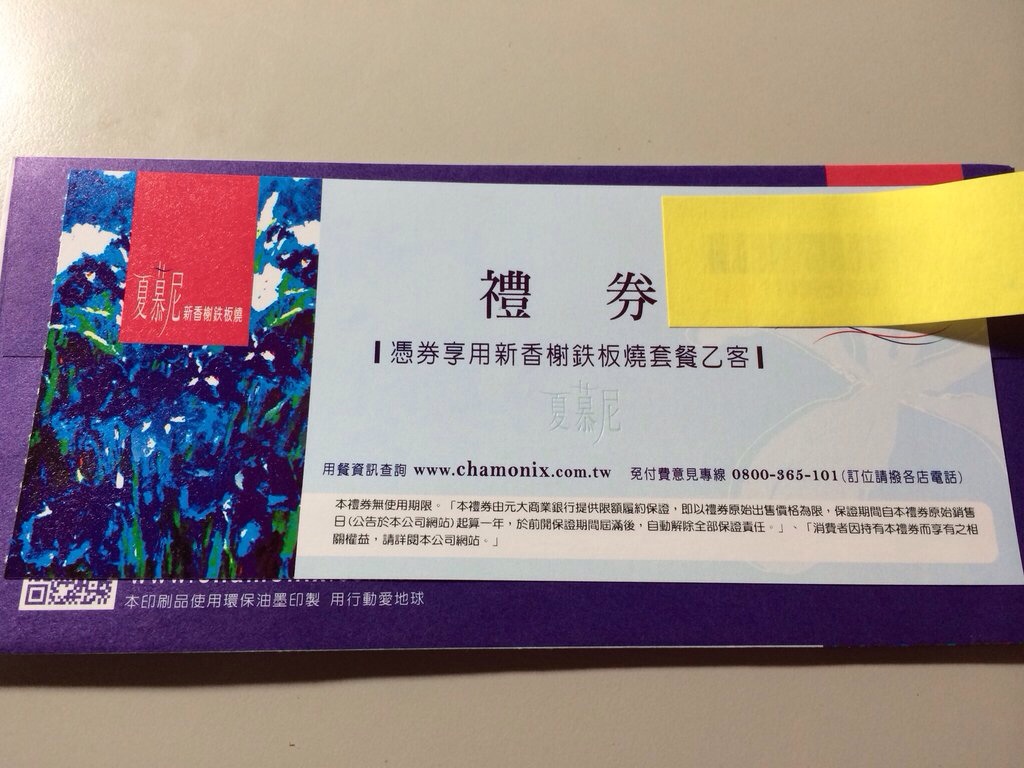 夏慕尼 新香榭鉄板燒
禮 券
憑券享用新香榭鉄板燒套餐乙客
夏慕尼
用餐資訊查詢 www.chamonix.com.tw 免付費意見專線 0800-365-101(訂位請撥各店電話)
本禮券無使用期限。「本禮券由元大商業銀行提供限額履約保證，即以禮券原始出售價格為限，保證期間自本禮券原始銷售
日(公告於本公司網站)起算一年，於前開保證期間屆滿後，自動解除全部保證責任。」、「消費者因持有本禮券而享有之相
關權益，請詳閱本公司網站。」
本印刷品使用環保油墨印製 用行動愛地球